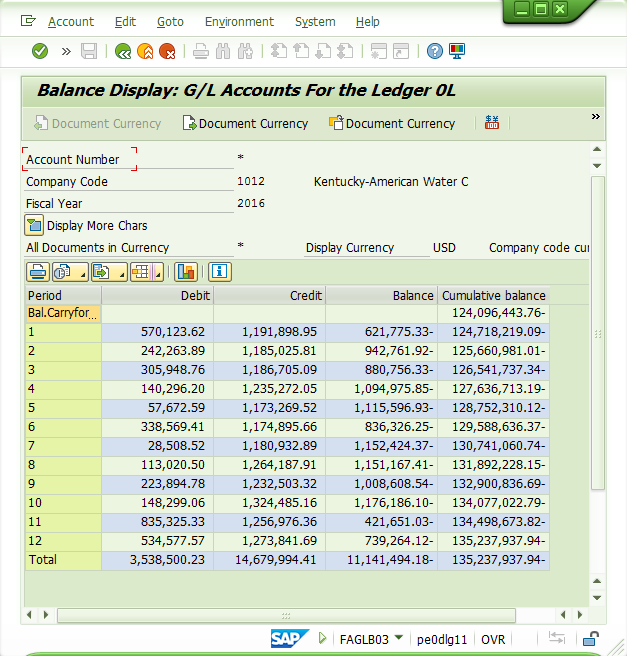 Account Edit Goto Environment System Help
Balance Display: G/L Accounts For the Ledger 0L
Document Currency Document Currency Document Currency
Account Number *
Company Code 1012 Kentucky-American Water C
Fiscal Year 2016
Display More Chars
All Documents in Currency * Display Currency USD Company code cur
Period Debit Credit Balance Cumulative balance
Bal.Carryfor... 124,096,443.76-
1 570,123.62 1,191,898.95 621,775.33- 124,718,219.09-
2 242,263.89 1,185,025.81 942,761.92- 125,660,981.01-
3 305,948.76 1,186,705.09 880,756.33- 126,541,737.34-
4 140,296.20 1,235,272.05 1,094,975.85- 127,636,713.19-
5 57,672.59 1,173,269.52 1,115,596.93- 128,752,310.12-
6 338,569.41 1,174,895.66 836,326.25- 129,588,636.37-
7 28,508.52 1,180,932.89 1,152,424.37- 130,741,060.74-
8 113,020.50 1,264,187.91 1,151,167.41- 131,892,228.15-
9 223,894.78 1,232,503.32 1,008,608.54- 132,900,836.69-
10 148,299.06 1,324,485.16 1,176,186.10- 134,077,022.79-
11 835,325.33 1,256,976.36 421,651.03- 134,498,673.82-
12 534,577.57 1,273,841.69 739,264.12- 135,237,937.94-
Total 3,538,500.23 14,679,994.41 11,141,494.18- 135,237,937.94-
SAP FAGLB03 pe0dlg11 OVR